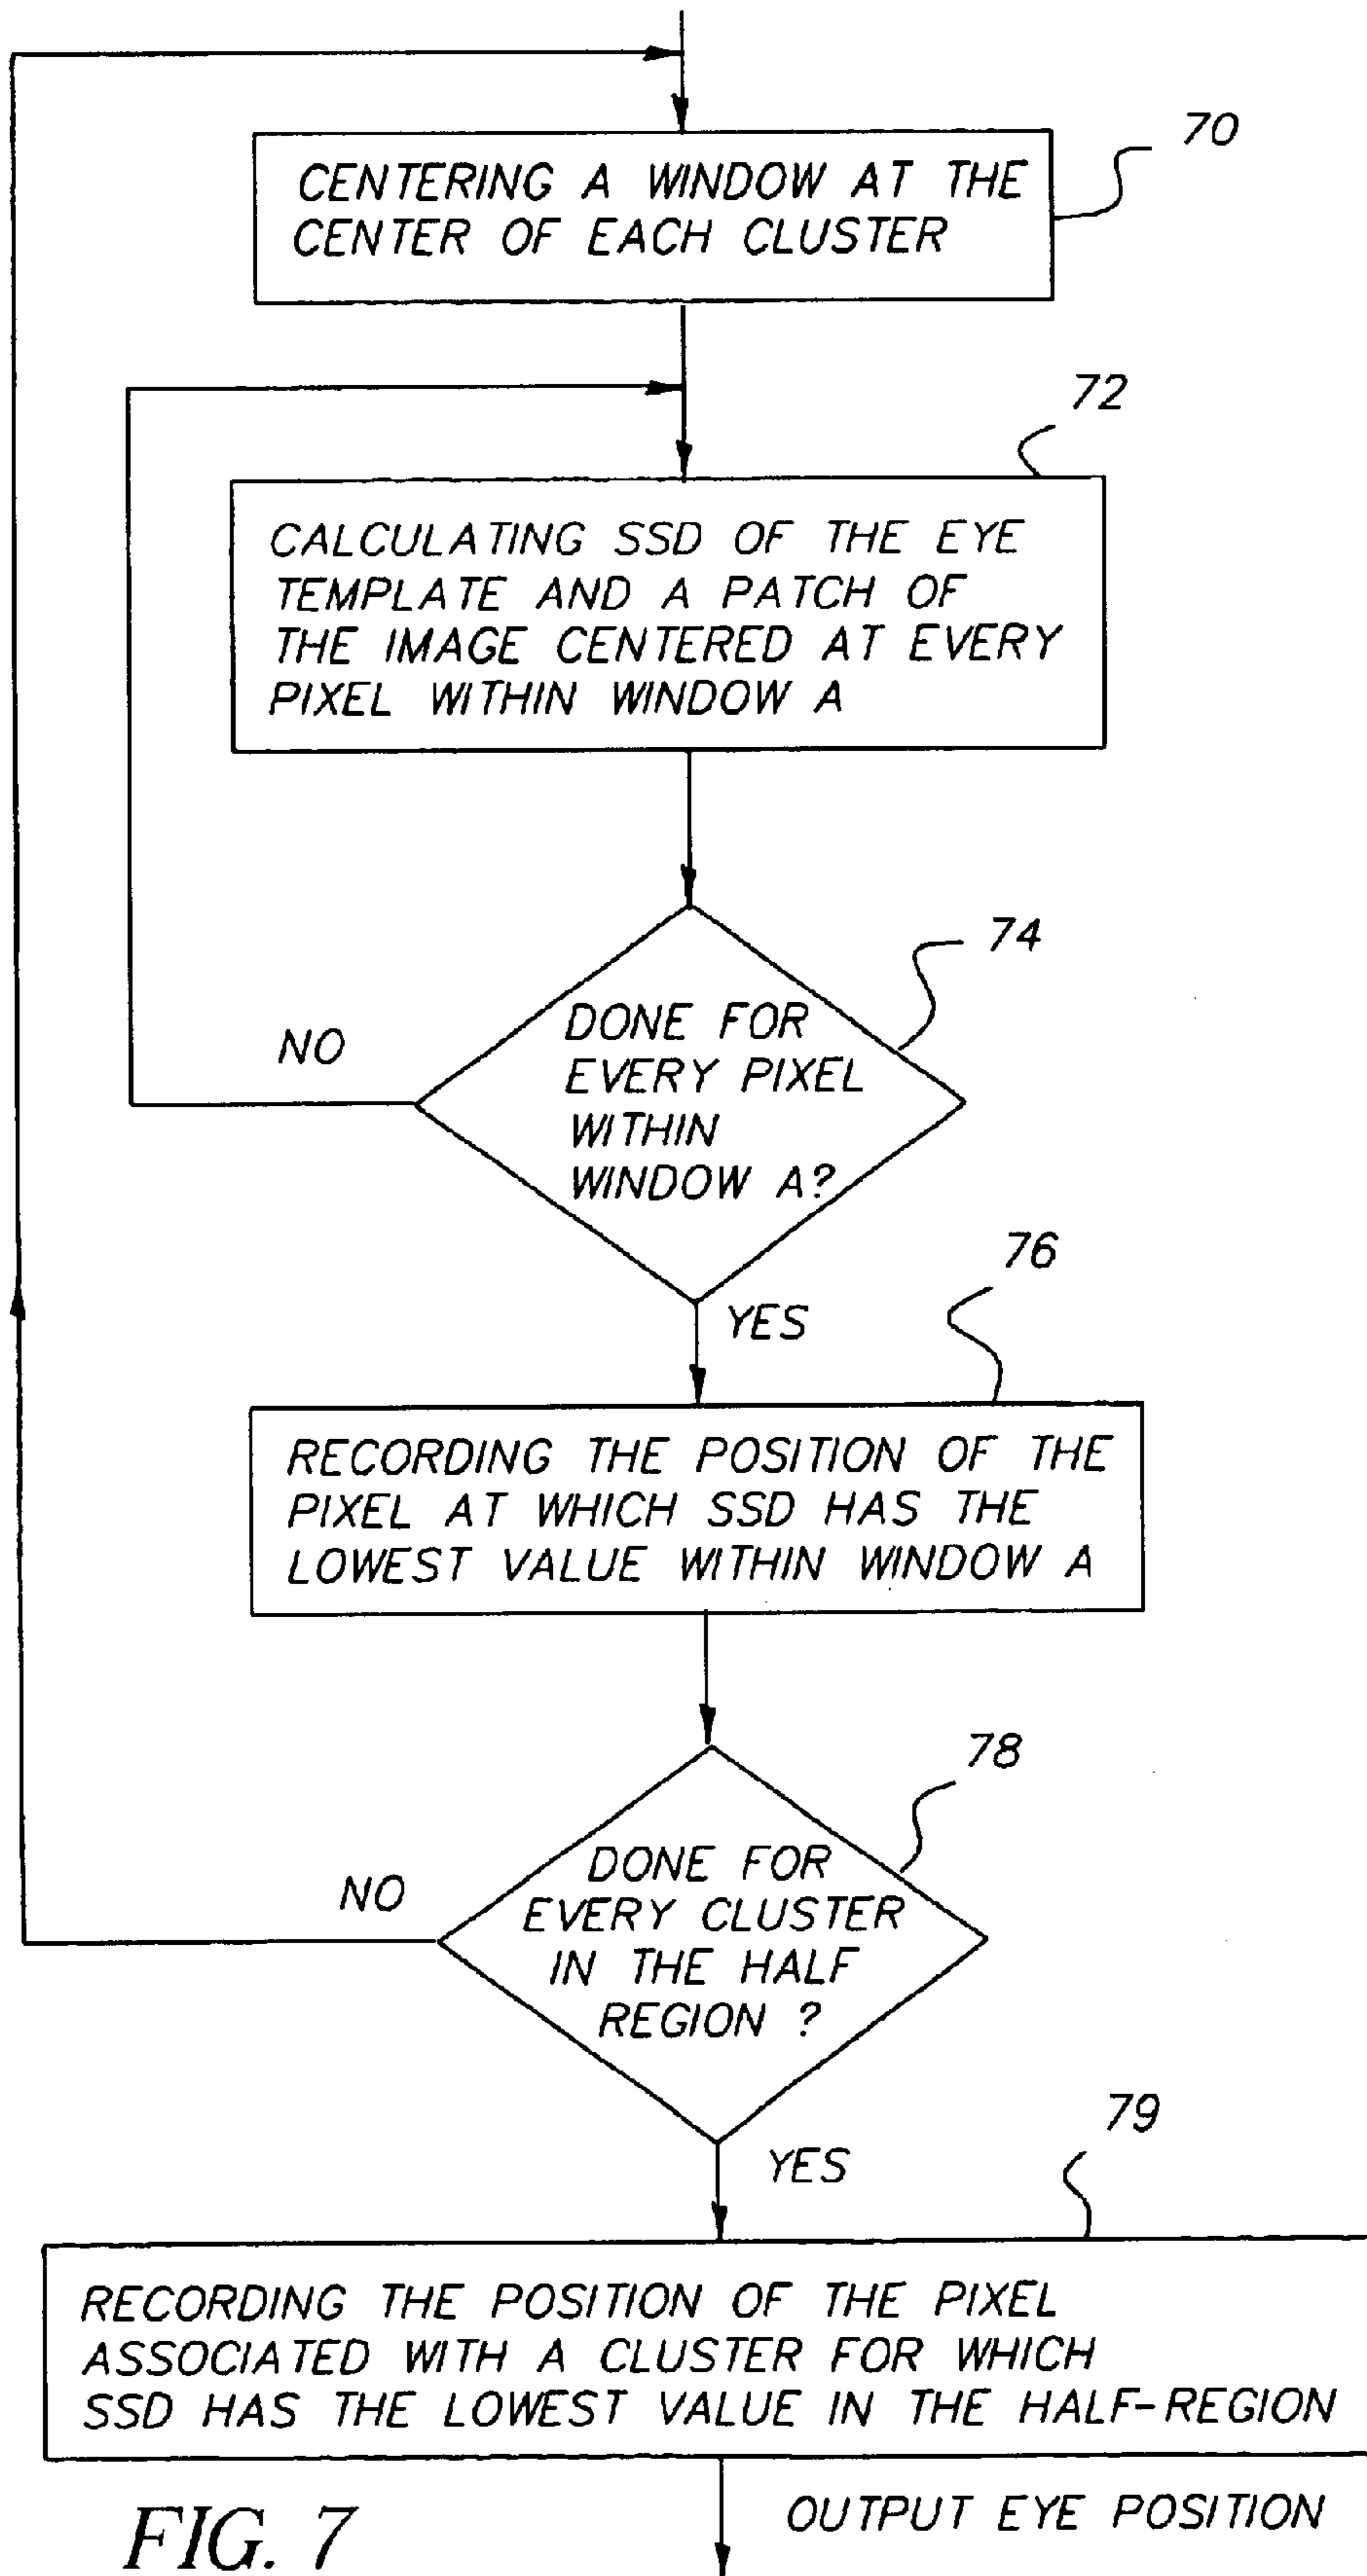 70
CENTERING A WINDOW AT THE
CENTER OF EACH CLUSTER
72
CALCULATING SSD OF THE EYE
TEMPLATE AND A PATCH OF
THE IMAGE CENTERED AT EVERY
PIXEL WITHIN WINDOW A
74
DONE FOR
EVERY PIXEL
WITHIN
WINDOW A?
NO
YES
76
RECORDING THE POSITION OF THE
PIXEL AT WHICH SSD HAS THE
LOWEST VALUE WITHIN WINDOW A
78
DONE FOR
EVERY CLUSTER
IN THE HALF
REGION ?
NO
YES
79
RECORDING THE POSITION OF THE PIXEL
ASSOCIATED WITH A CLUSTER FOR WHICH
SSD HAS THE LOWEST VALUE IN THE HALF-REGION
OUTPUT EYE POSITION
FIG. 7